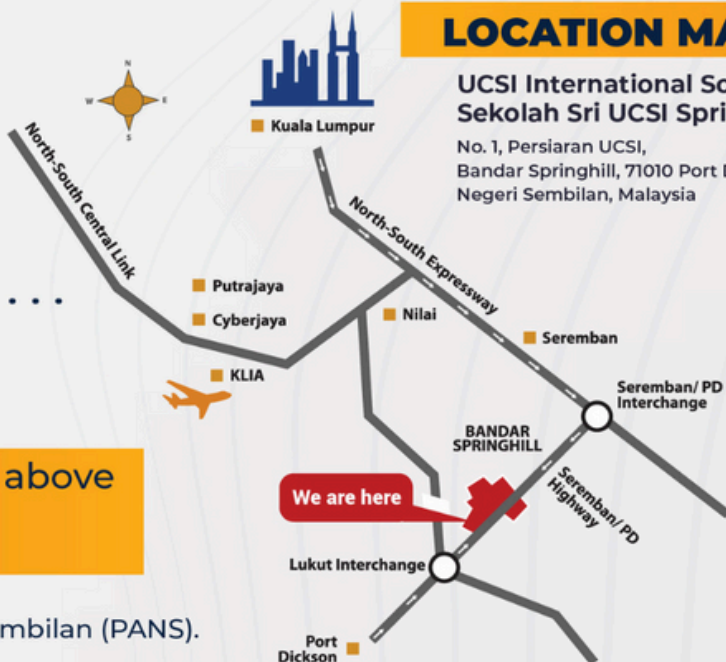 LOCATION MA
UCSI International Sc
Sekolah Sri UCSI Spri
No. 1, Persiaran UCSI,
Bandar Springhill, 71010 Port D
Negeri Sembilan, Malaysia
N
W E
S
Kuala Lumpur
North-South Central Link
North-South Expressway
Putrajaya
Cyberjaya
KLIA
Nilai
Seremban
Seremban/ PD
Interchange
BANDAR
SPRINGHILL
We are here
Seremban/ PD
Highway
Lukut Interchange
Port
Dickson
...
above
mbilan (PANS).